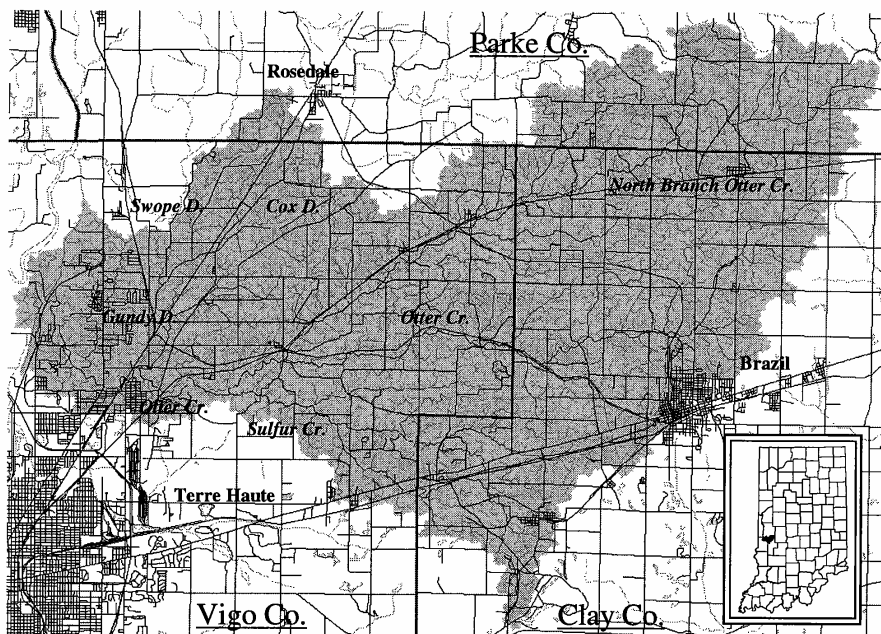 Parke Co.
Rosedale
North Branch Otter Cr.
Swope D.
Cox D.
Gundy D.
Otter Cr.
Brazil
Otter Cr.
Sulfur Cr.
Terre Haute
Vigo Co.
Clay Co.